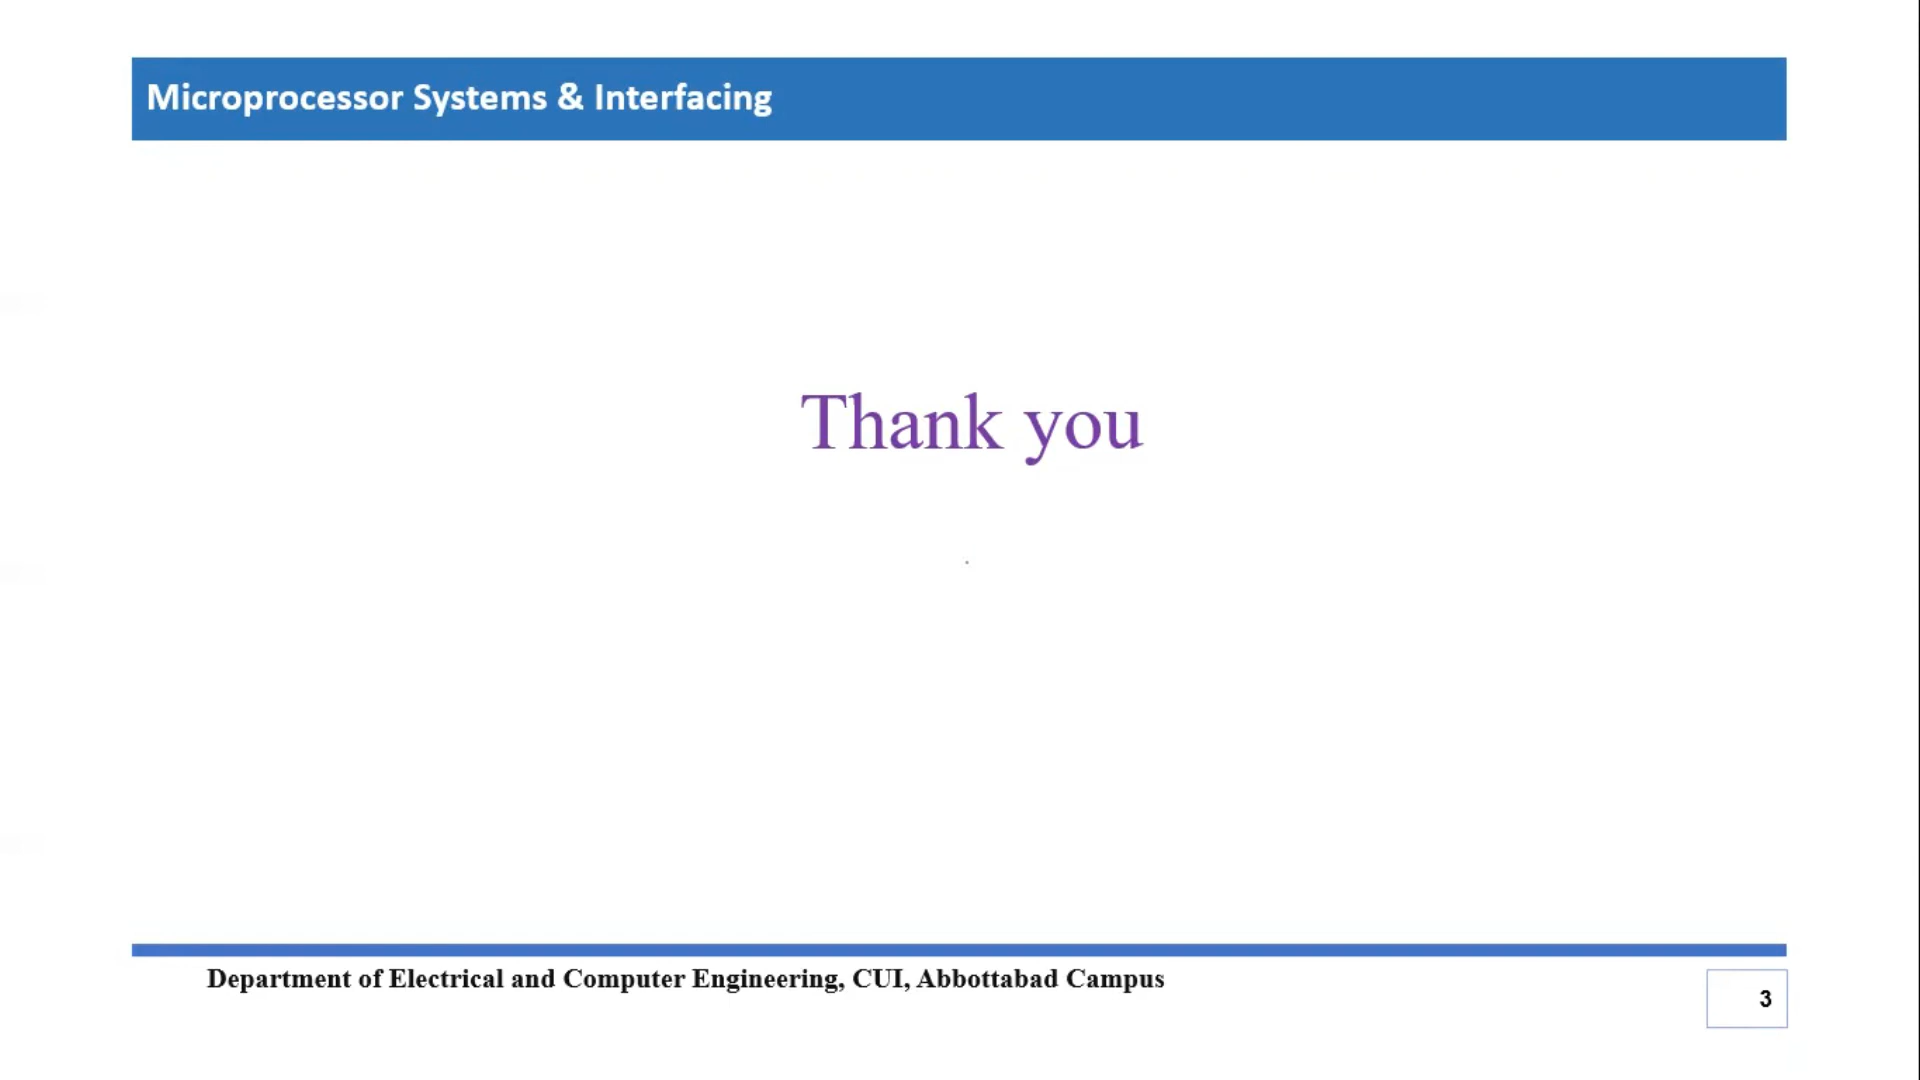 Microprocessor Systems & Interfacing
Thank you
.
Department of Electrical and Computer Engineering, CUI, Abbottabad Campus
3